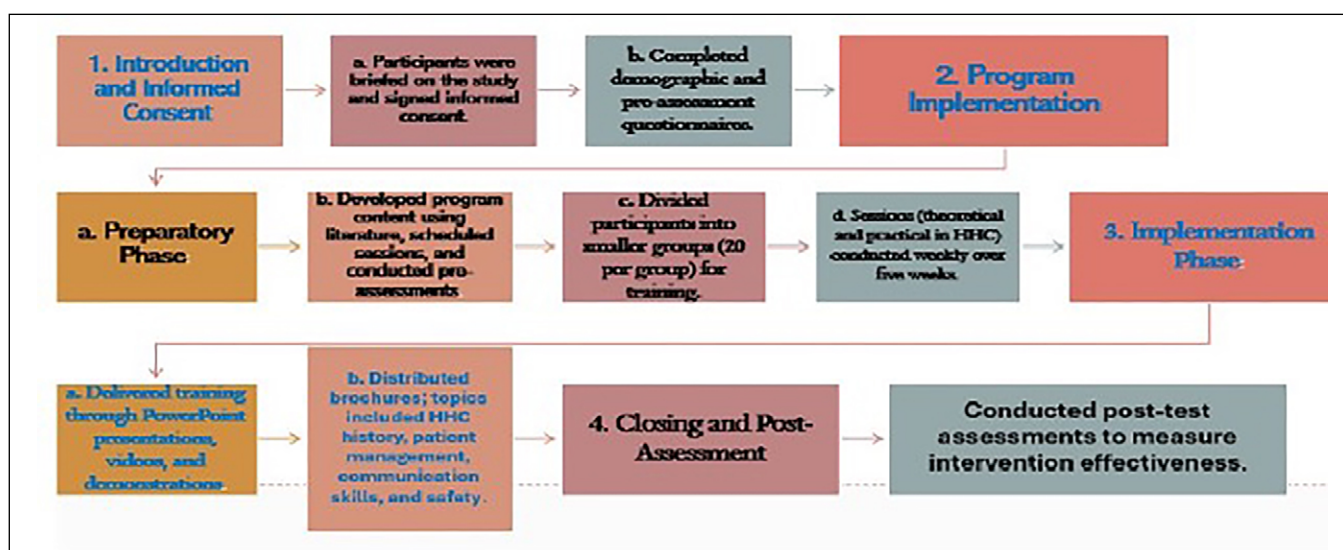 1. Introduction
and Informed
Consent
a. Participants were
briefed on the study
and signed informed
consent.
b. Completed
demographic and
pre-assessment
questionnaires.
2. Program
Implementation
a. Preparatory
Phase
b. Developed program
content using
literature, scheduled
sessions, and
conducted pre-
assessments
c. Divided
participants into
smaller groups (20
per group) for
training.
d. Sessions (theoretical
and practical in HHC)
conducted weekly over
five weeks.
3. Implementation
Phase
a. Delivered training
through PowerPoint
presentations,
videos, and
demonstrations.
b. Distributed
brochures; topics
included HHC
history, patient
management,
communication
skills, and safety.
4. Closing and Post-
Assessment
Conducted post-test
assessments to measure
intervention effectiveness.